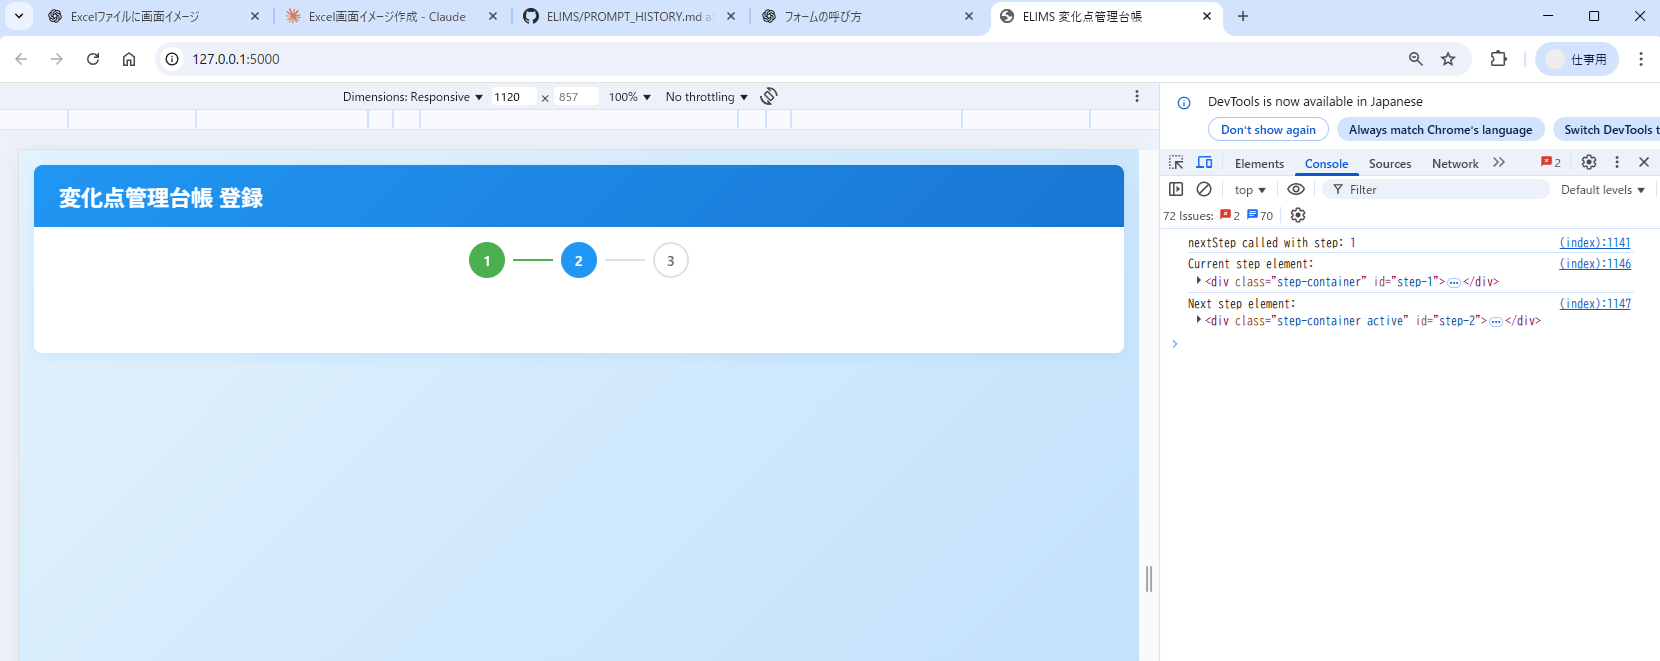 Excelファイルに画面イメージ
Excel画面イメージ作成 - Claude
ELIMS/PROMPT_HISTORY.md a
フォームの呼び方
ELIMS 変化点管理台帳
127.0.0.1:5000
仕事用
Dimensions: Responsive
1120
×
857
100%
No throttling
DevTools is now available in Japanese
Don't show again
Always match Chrome's language
Switch DevTools t
Elements
Console
Sources
Network
2
top
Filter
Default levels
72 Issues:
2
70
変化点管理台帳 登録
1
2
3
nextStep called with step: 1
(index):1141
Current step element:
(index):1146
<div class="step-container" id="step-1">…</div>
Next step element:
(index):1147
<div class="step-container active" id="step-2">…</div>